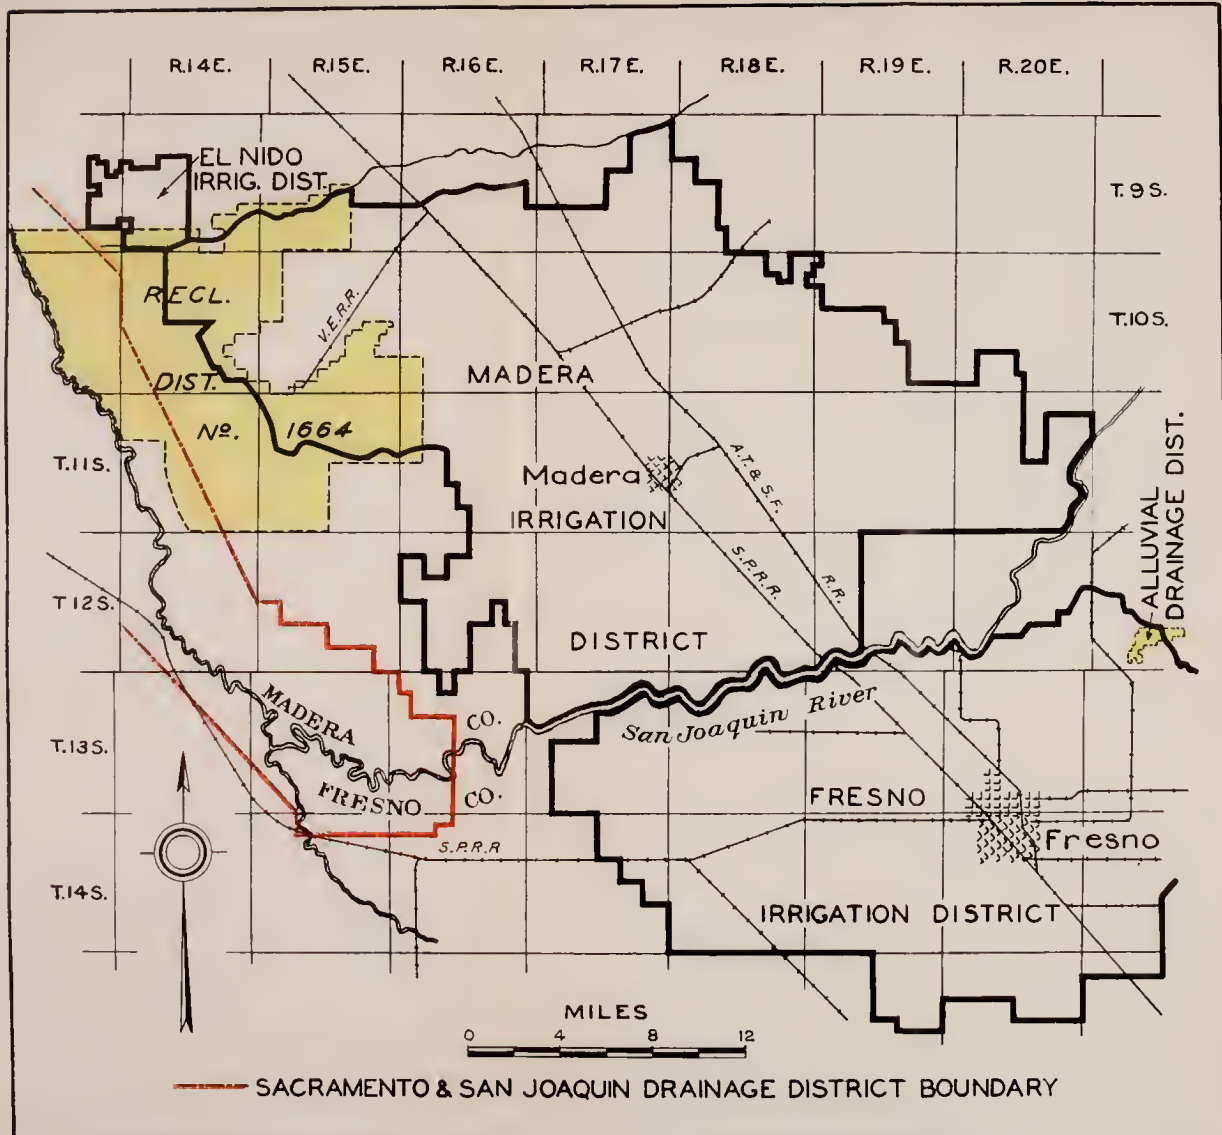 R.14E. R.15E. R.16E. R.17E. R.18E. R.19E. R.20E.
EL NIDO
IRRIG. DIST.
T.9S.
RECL.
V.E.R.R.
T.10S.
DIST.
MADERA
Nº. 1664
T.11S.
Madera
A.T. & S.F.
IRRIGATION
ALLUVIAL
DRAINAGE DIST.
S.P.R.R.
R.R.
T12S.
DISTRICT
MADERA CO.
San Joaquin River
T.13S.
FRESNO CO.
FRESNO
Fresno
S.P.R.R
T.14S.
IRRIGATION DISTRICT
MILES
0 4 8 12
SACRAMENTO & SAN JOAQUIN DRAINAGE DISTRICT BOUNDARY